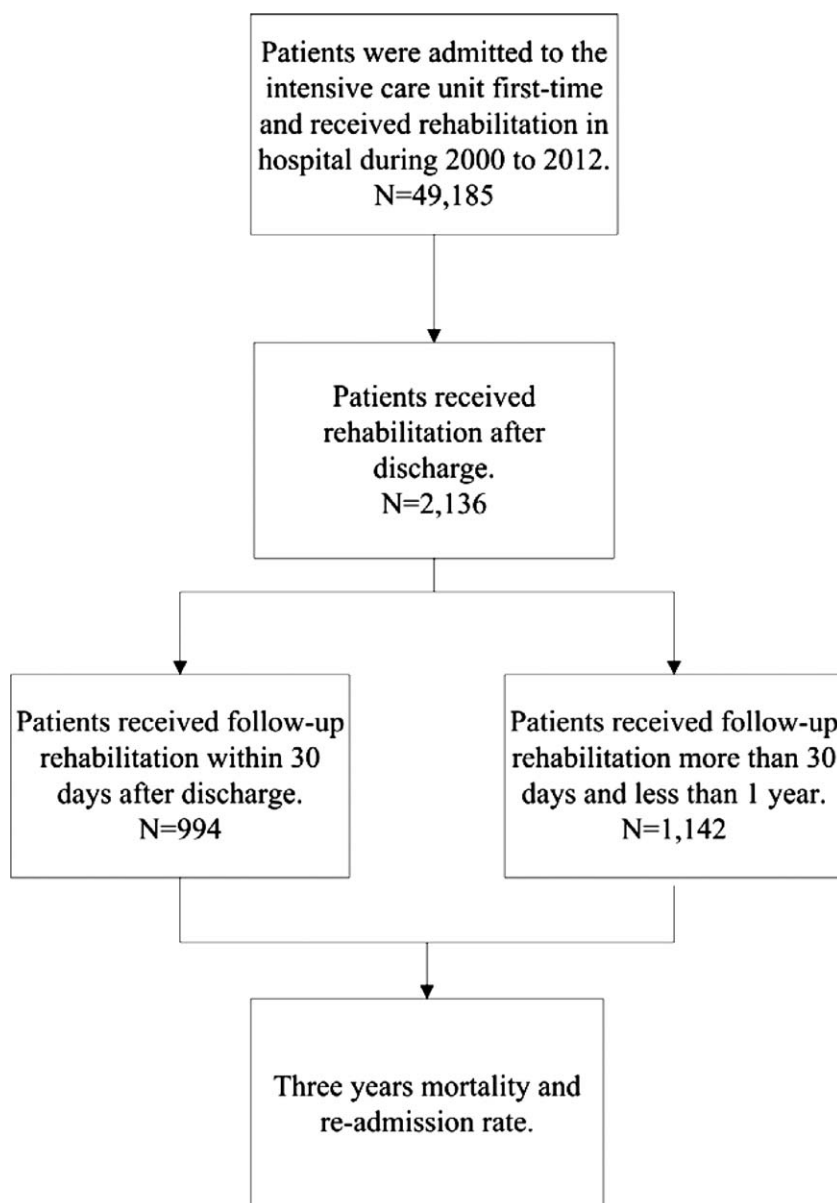 Patients were admitted to the
intensive care unit first-time
and received rehabilitation in
hospital during 2000 to 2012.
N=49,185
Patients received
rehabilitation after
discharge.
N=2,136
Patients received follow-up
rehabilitation within 30
days after discharge.
N=994
Patients received follow-up
rehabilitation more than 30
days and less than 1 year.
N=1,142
Three years mortality and
re-admission rate.